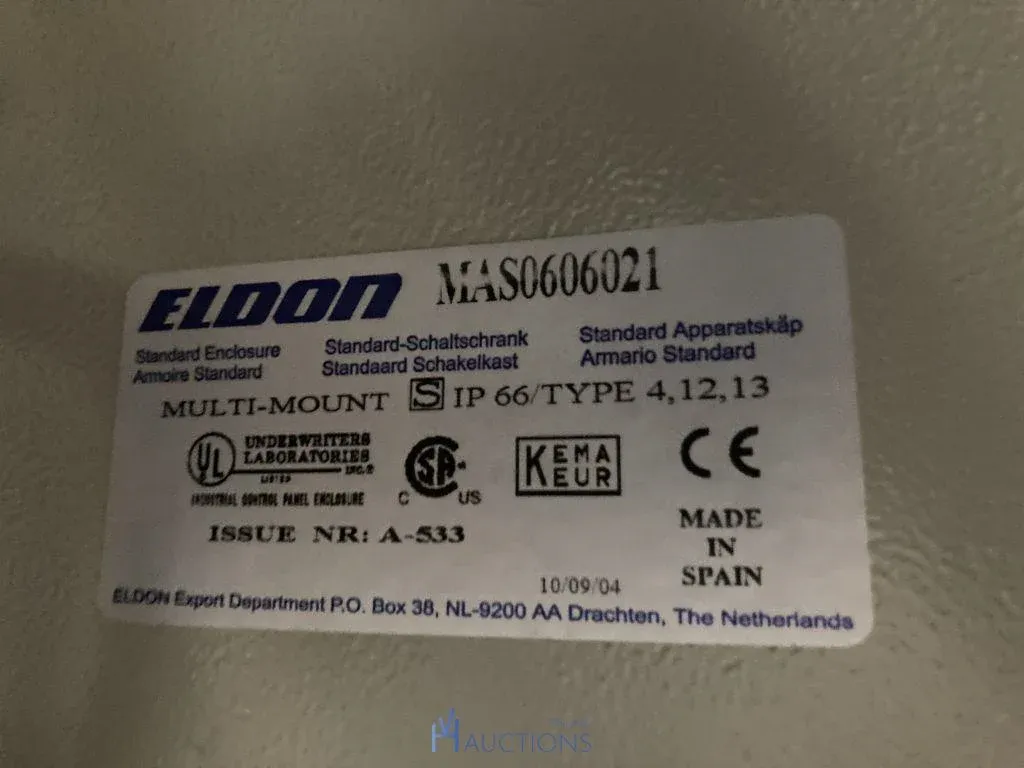 ELDON MAS0606021
Standard Enclosure Standard-Schaltschrank Standard Apparatskåp
Armoire Standard Standaard Schakelkast Armario Standard
MULTI-MOUNT S IP 66/TYPE 4,12,13
UL UNDERWRITERS
LABORATORIES
INC.®
LISTED
INDUSTRIAL CONTROL PANEL ENCLOSURE
C SA US
KEMA
EUR
CE
ISSUE NR: A-533
MADE
IN
SPAIN
10/09/04
ELDON Export Department P.O. Box 38, NL-9200 AA Drachten, The Netherlands
AUCTIONS